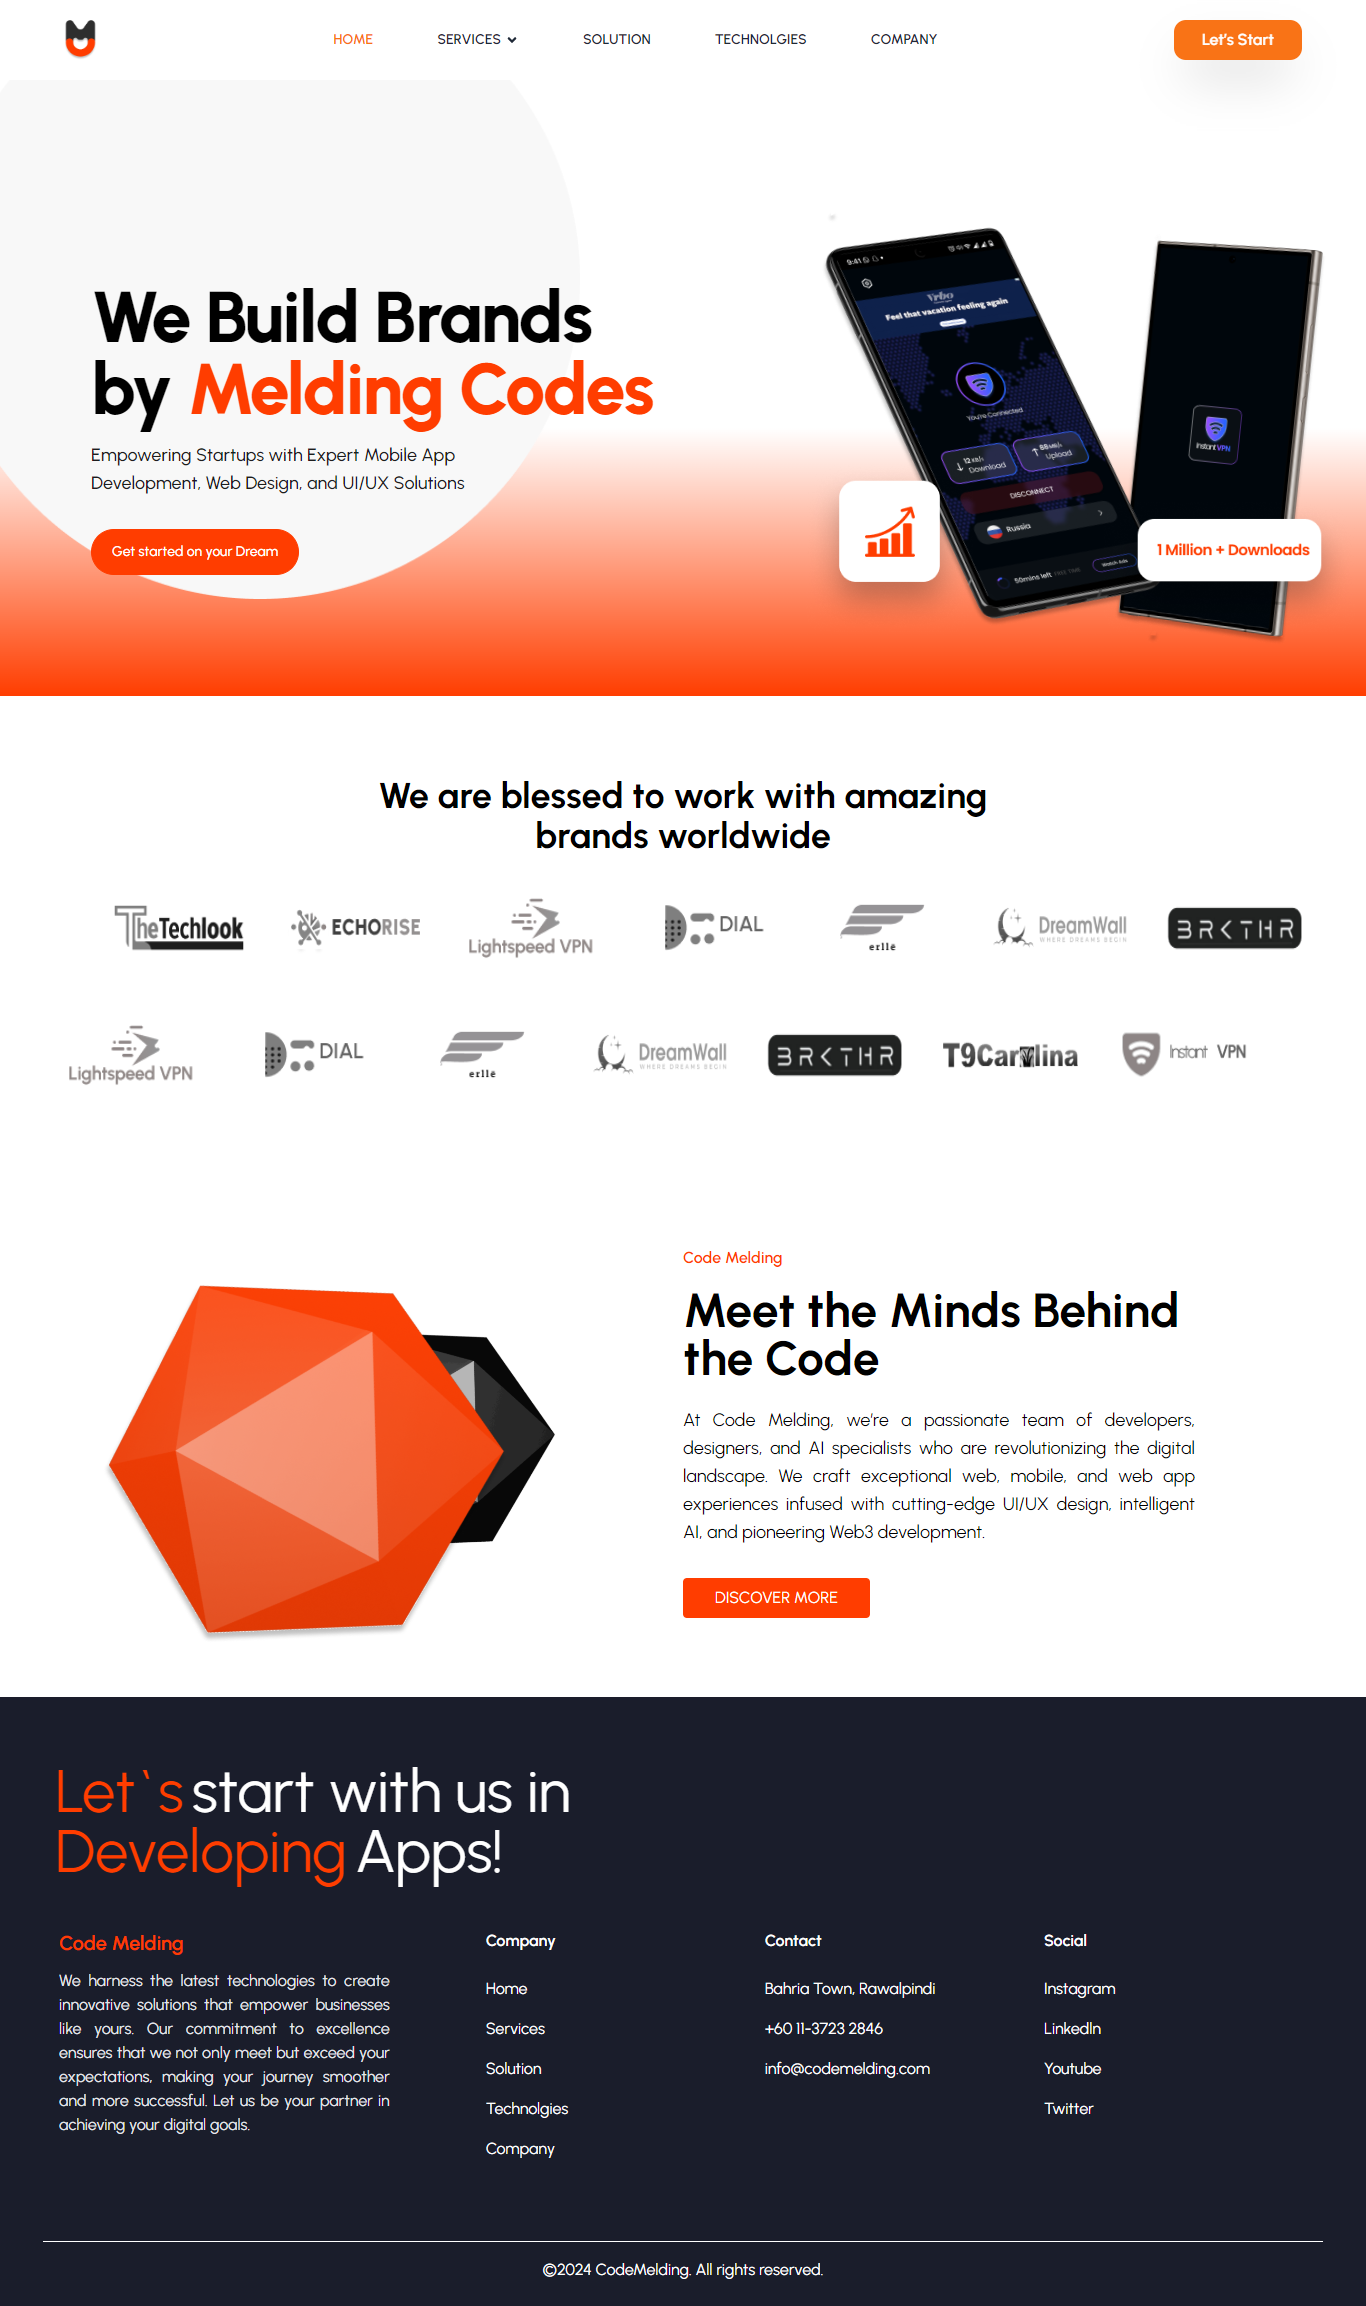 HOME
SERVICES
SOLUTION
TECHNOLGIES
COMPANY
Let's Start
We Build Brands
by Melding Codes
Empowering Startups with Expert Mobile App
Development, Web Design, and UI/UX Solutions
Get started on your Dream
9:41
Vrbo
Feel that vacation feeling again
You're Connected
12 KB/s
Download
88 MB/s
Upload
DISCONNECT
Russia
50mins left FREE TIME
Watch Ads
Instant VPN
1 Million + Downloads
We are blessed to work with amazing
brands worldwide
TheTechlook
ECHORISE
Lightspeed VPN
DIAL
erlle
DreamWall
WHERE DREAMS BEGIN
BRKTHR
Lightspeed VPN
DIAL
erlle
DreamWall
WHERE DREAMS BEGIN
BRKTHR
T9Carolina
Instant VPN
Code Melding
Meet the Minds Behind
the Code
At Code Melding, we're a passionate team of developers,
designers, and AI specialists who are revolutionizing the digital
landscape. We craft exceptional web, mobile, and web app
experiences infused with cutting-edge UI/UX design, intelligent
AI, and pioneering Web3 development.
DISCOVER MORE
Let`s start with us in
Developing Apps!
Code Melding
We harness the latest technologies to create
innovative solutions that empower businesses
like yours. Our commitment to excellence
ensures that we not only meet but exceed your
expectations, making your journey smoother
and more successful. Let us be your partner in
achieving your digital goals.
Company
Home
Services
Solution
Technolgies
Company
Contact
Bahria Town, Rawalpindi
+60 11-3723 2846
info@codemelding.com
Social
Instagram
LinkedIn
Youtube
Twitter
©2024 CodeMelding. All rights reserved.